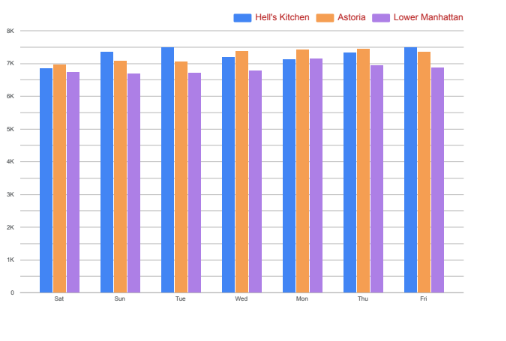 Hell's Kitchen Astoria Lower Manhattan
8K
7K
6K
5K
4K
3K
2K
1K
0
Sat Sun Tue Wed Mon Thu Fri